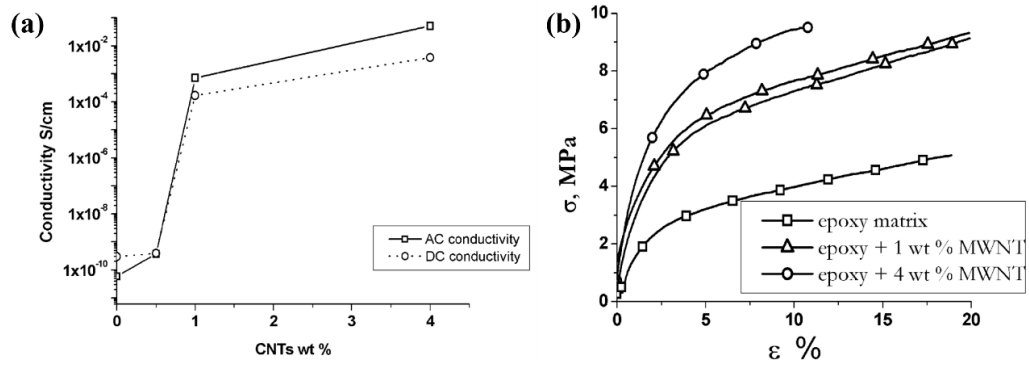 (a)
Conductivity S/cm
1x10⁻²
1x10⁻⁴
1x10⁻⁶
1x10⁻⁸
1x10⁻¹⁰
0
1
2
3
4
CNTs wt %
AC conductivity
DC conductivity
(b)
σ, MPa
10
8
6
4
2
0
0
5
10
15
20
ε %
epoxy matrix
epoxy + 1 wt % MWNT
epoxy + 4 wt % MWNT